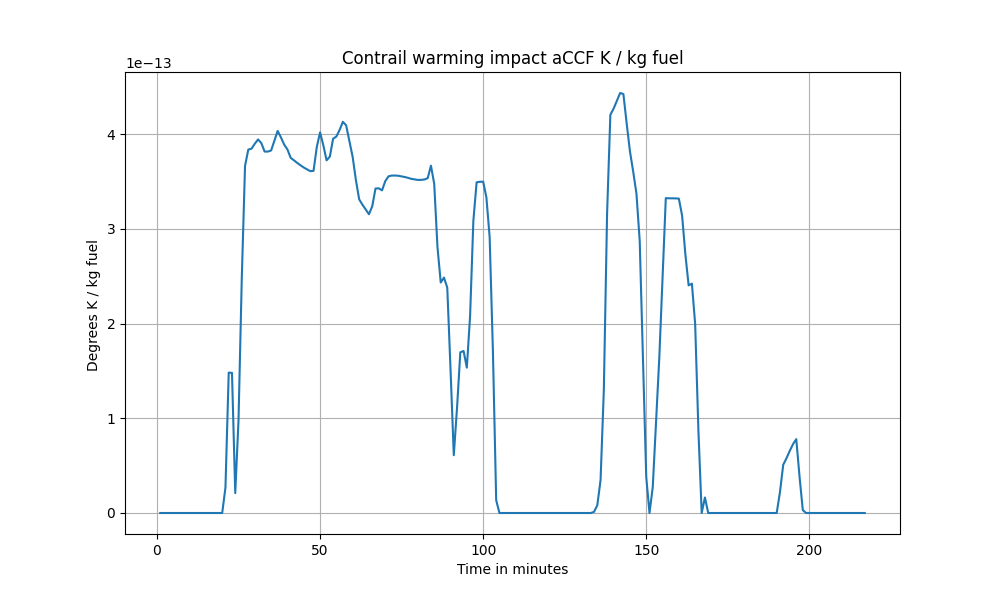 Contrail warming impact aCCF K / kg fuel
1e−13
4
3
2
1
0
Degrees K / kg fuel
0 50 100 150 200
Time in minutes